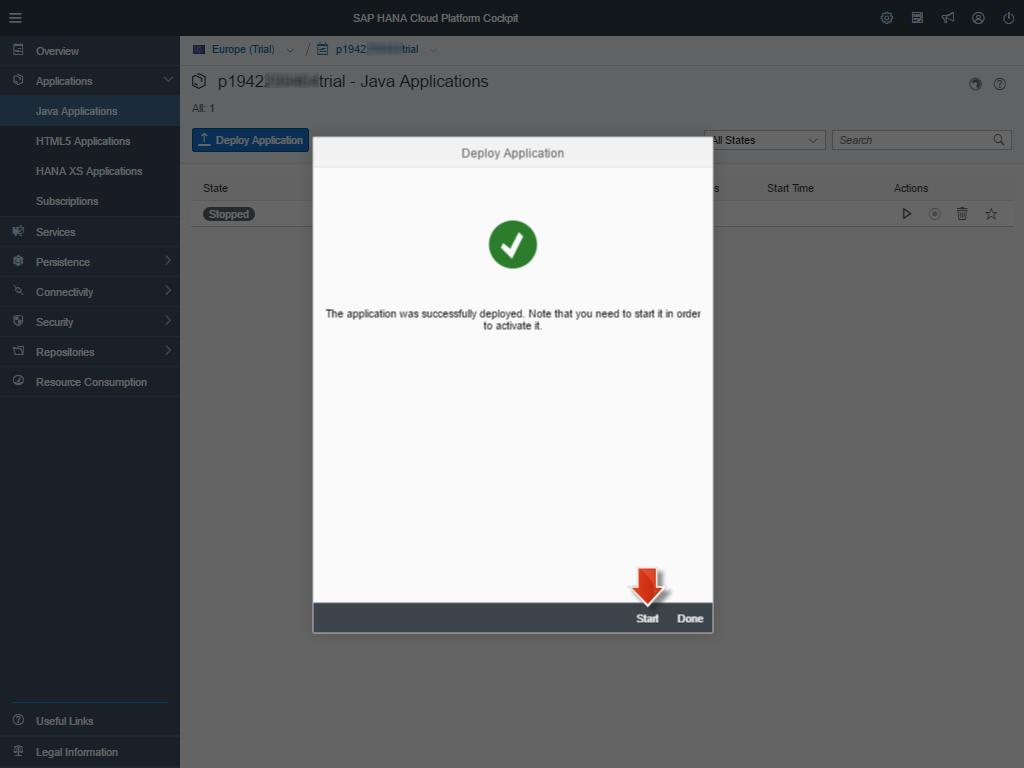 SAP HANA Cloud Platform Cockpit
Overview
Applications
Java Applications
HTML5 Applications
HANA XS Applications
Subscriptions
Services
Persistence
Connectivity
Security
Repositories
Resource Consumption
Useful Links
Legal Information
Europe (Trial) / p1942 trial
p1942 trial - Java Applications
All: 1
Deploy Application
All States
Search
State
Start Time
Actions
Stopped
Deploy Application
The application was successfully deployed. Note that you need to start it in order
to activate it.
Start
Done